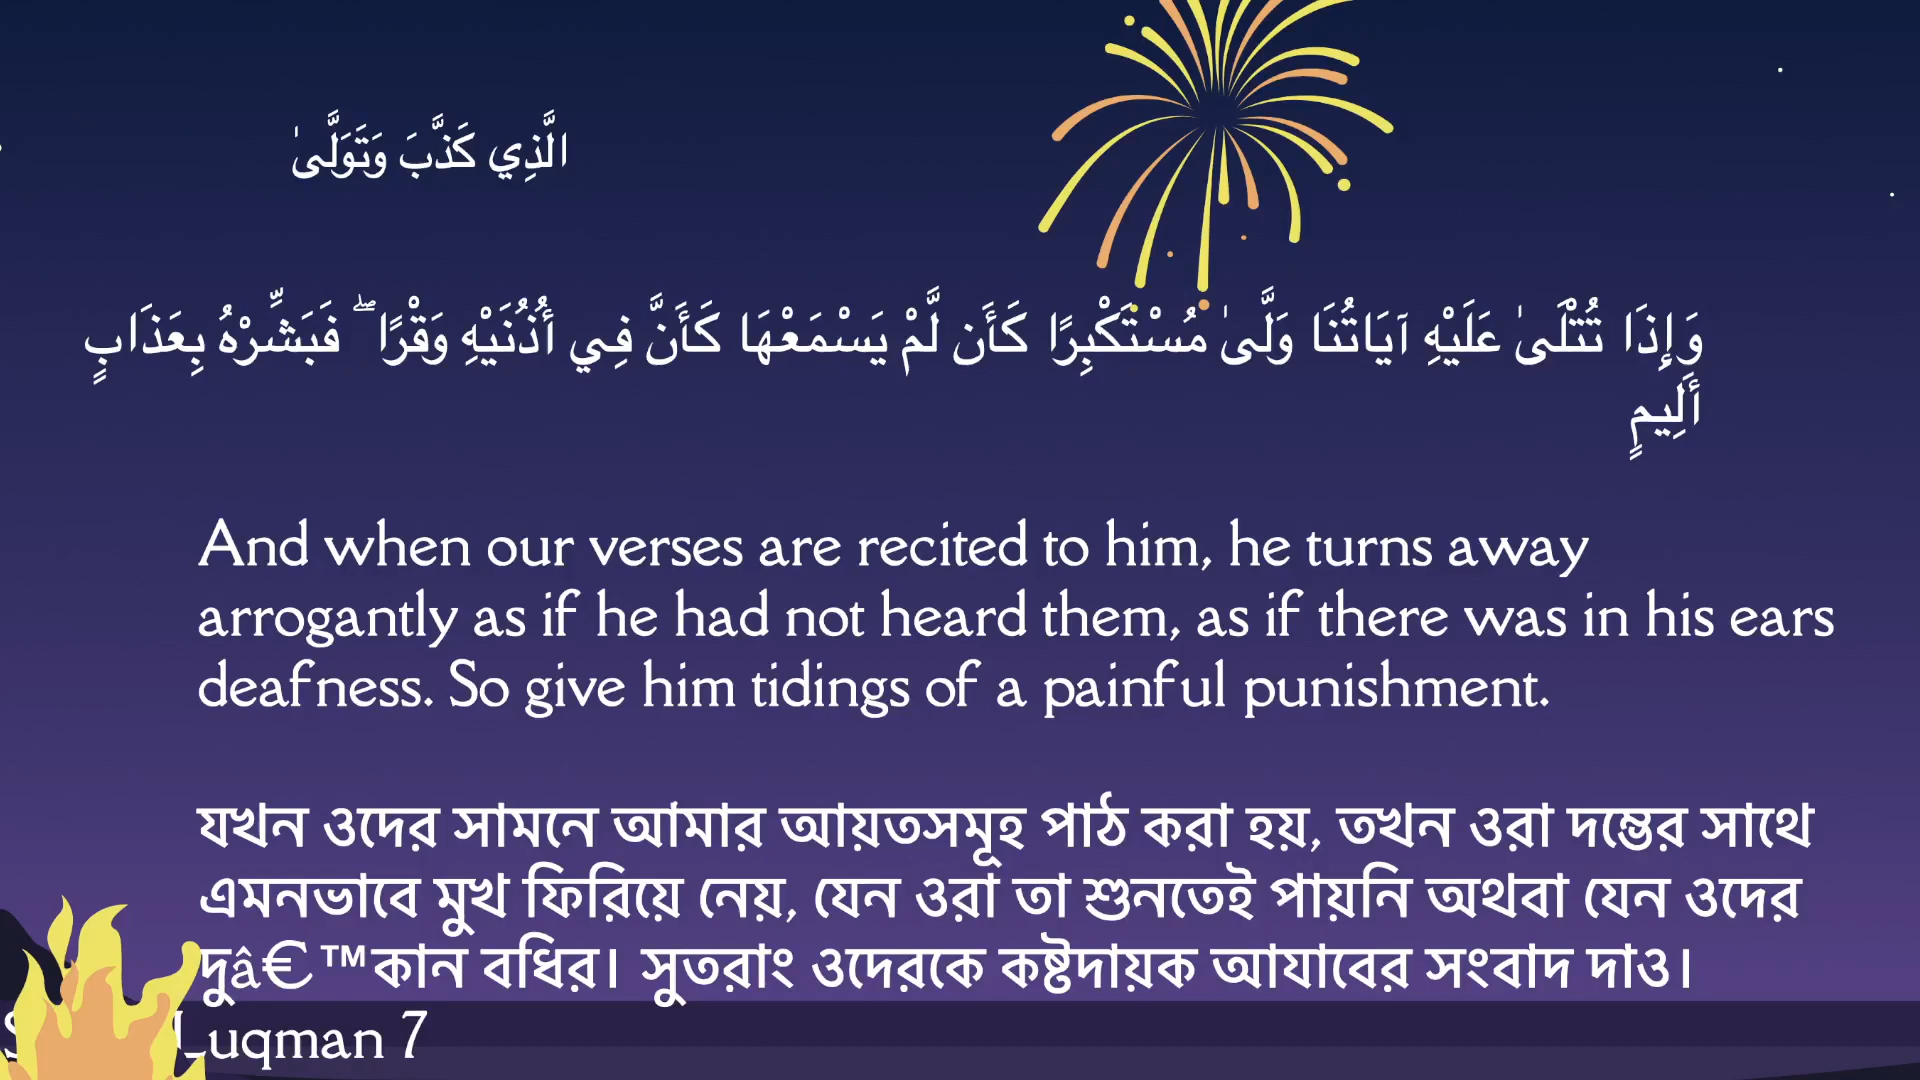 الَّذِي كَذَّبَ وَتَوَلَّىٰ
وَإِذَا تُتْلَىٰ عَلَيْهِ آيَاتُنَا وَلَّىٰ مُسْتَكْبِرًا كَأَن لَّمْ يَسْمَعْهَا كَأَنَّ فِي أُذُنَيْهِ وَقْرًا ۖ فَبَشِّرْهُ بِعَذَابٍ
أَلِيمٍ
And when our verses are recited to him, he turns away
arrogantly as if he had not heard them, as if there was in his ears
deafness. So give him tidings of a painful punishment.
যখন ওদের সামনে আমার আয়তসমূহ পাঠ করা হয়, তখন ওরা দম্ভের সাথে
এমনভাবে মুখ ফিরিয়ে নেয়, যেন ওরা তা শুনতেই পায়নি অথবা যেন ওদের
দুâ€™কান বধির। সুতরাং ওদেরকে কষ্টদায়ক আযাবের সংবাদ দাও।
Luqman 7